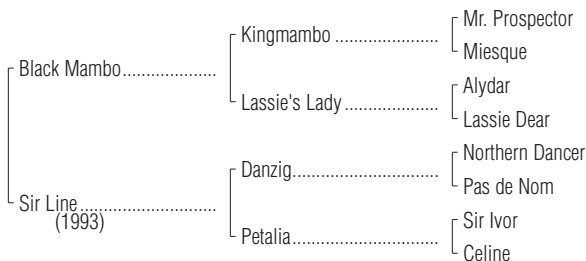 Mr. Prospector
Kingmambo ......................
Miesque
Black Mambo....................
Alydar
Lassie's Lady ....................
Lassie Dear
Northern Dancer
Danzig...............................
Pas de Nom
Sir Line.............................
(1993)
Sir Ivor
Petalia...............................
Celine